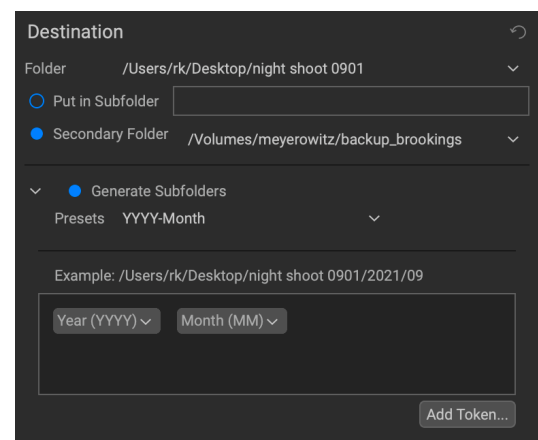 Destination
Folder /Users/rk/Desktop/night shoot 0901
Put in Subfolder
Secondary Folder /Volumes/meyerowitz/backup_brookings
Generate Subfolders
Presets YYYY-Month
Example: /Users/rk/Desktop/night shoot 0901/2021/09
Year (YYYY) Month (MM)
Add Token...